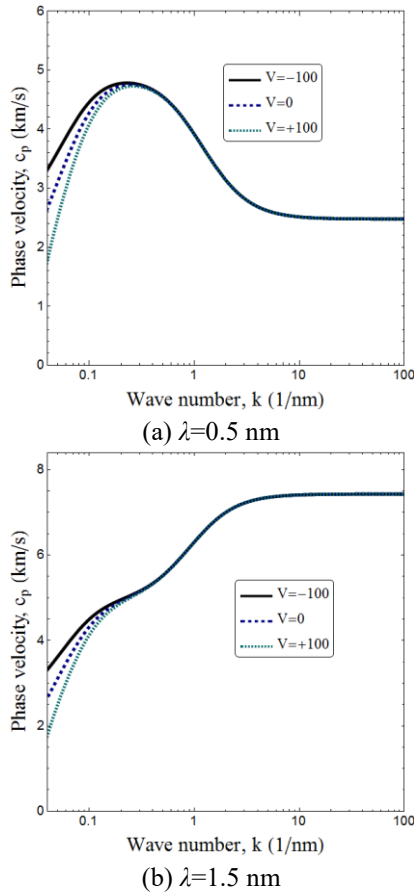 6
5
4
3
2
1
0
Phase velocity, cₚ (km/s)
V=−100
V=0
V=+100
0.1 1 10 100
Wave number, k (1/nm)
(a) λ=0.5 nm
8
6
4
2
0
Phase velocity, cₚ (km/s)
V=−100
V=0
V=+100
0.1 1 10 100
Wave number, k (1/nm)
(b) λ=1.5 nm